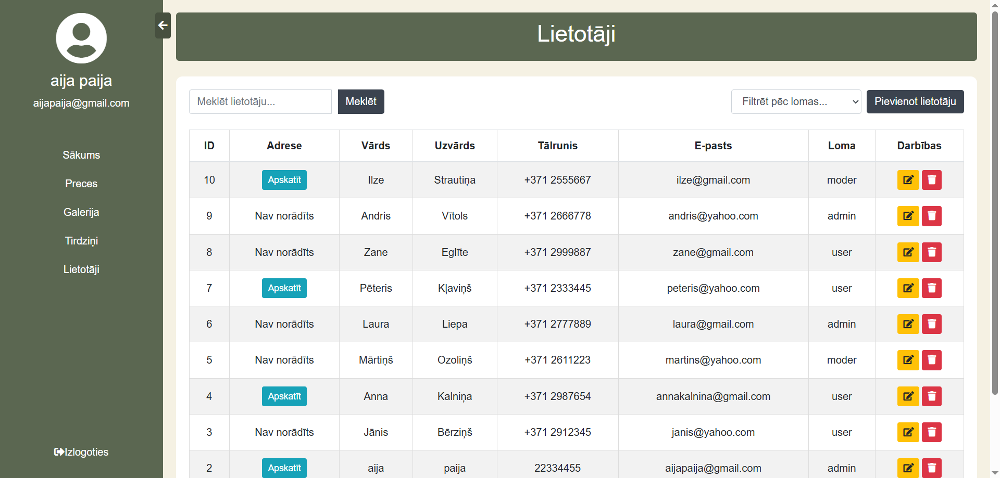 aija paija
aijapaija@gmail.com
Sākums
Preces
Galerija
Tirdziņi
Lietotāji
Izlogoties
Lietotāji
Meklēt lietotāju... Meklēt Filtrēt pēc lomas... Pievienot lietotāju
ID Adrese Vārds Uzvārds Tālrunis E-pasts Loma Darbības
10 Apskatīt Ilze Strautiņa +371 2555667 ilze@gmail.com moder
9 Nav norādīts Andris Vītols +371 2666778 andris@yahoo.com admin
8 Nav norādīts Zane Eglīte +371 2999887 zane@gmail.com user
7 Apskatīt Pēteris Kļaviņš +371 2333445 peteris@yahoo.com user
6 Nav norādīts Laura Liepa +371 2777889 laura@gmail.com admin
5 Nav norādīts Mārtiņš Ozoliņš +371 2611223 martins@yahoo.com moder
4 Apskatīt Anna Kalniņa +371 2987654 annakalnina@gmail.com user
3 Nav norādīts Jānis Bērziņš +371 2912345 janis@yahoo.com user
2 Apskatīt aija paija 22334455 aijapaija@gmail.com admin